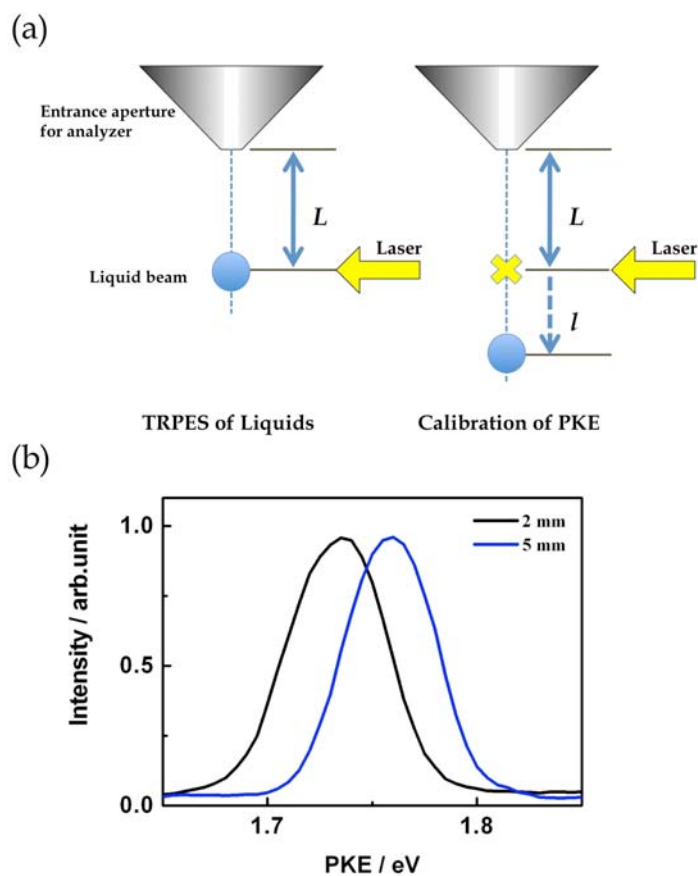 (a)
Entrance aperture
for analyzer
L
L
Laser
Laser
Liquid beam
l
TRPES of Liquids
Calibration of PKE
(b)
2 mm
5 mm
1.0
0.5
0.0
Intensity / arb.unit
1.7
1.8
PKE / eV